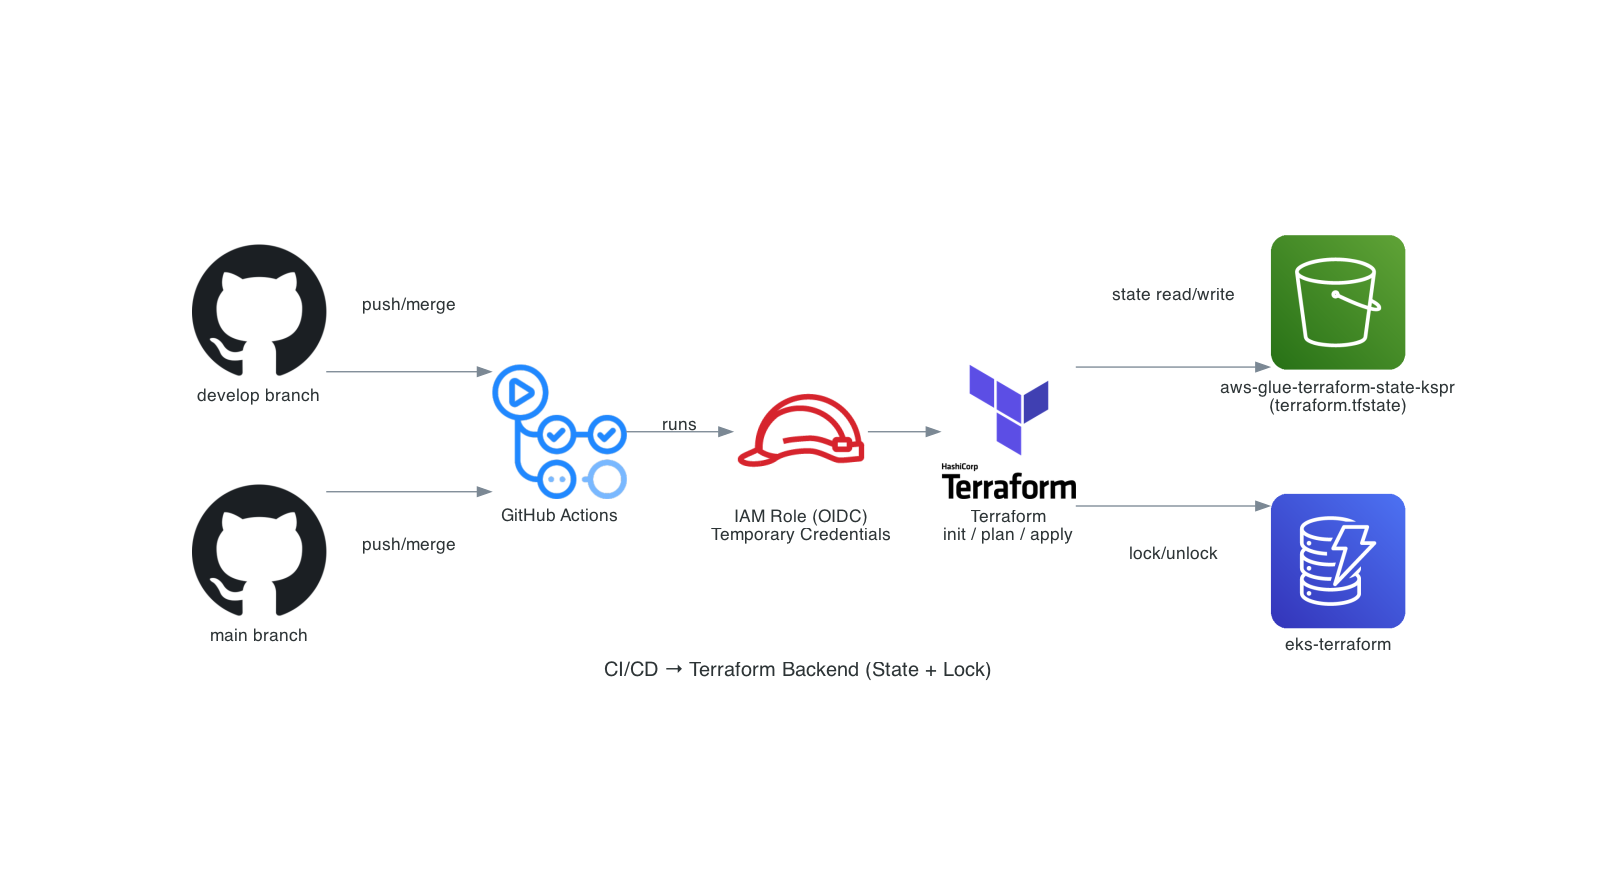 push/merge
develop branch
push/merge
main branch
GitHub Actions
runs
IAM Role (OIDC)
Temporary Credentials
HashiCorp
Terraform
Terraform
init / plan / apply
state read/write
aws-glue-terraform-state-kspr
(terraform.tfstate)
lock/unlock
eks-terraform
CI/CD → Terraform Backend (State + Lock)